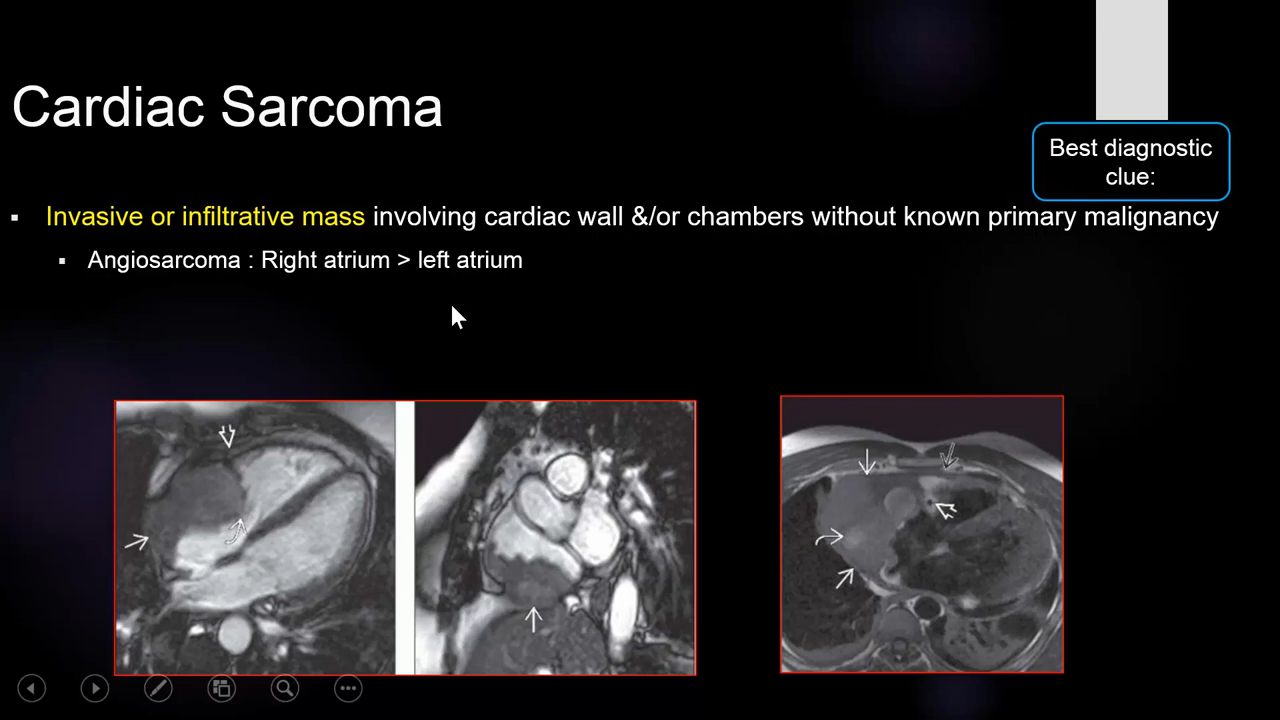 Cardiac Sarcoma
Best diagnostic
clue:
▪ Invasive or infiltrative mass involving cardiac wall &/or chambers without known primary malignancy
▪ Angiosarcoma : Right atrium > left atrium